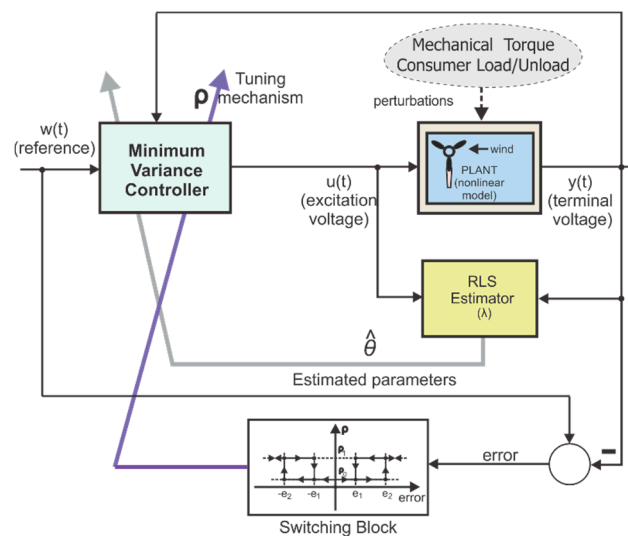 Mechanical Torque
Consumer Load/Unload
perturbations
Tuning
ρ mechanism
w(t)
(reference)
Minimum
Variance
Controller
u(t)
(excitation
voltage)
wind
PLANT
(nonlinear
model)
y(t)
(terminal
voltage)
RLS
Estimator
(λ)
θ̂
Estimated parameters
ρ
ρ₁
-e₂ -e₁ e₁ e₂
error
error
−
Switching Block